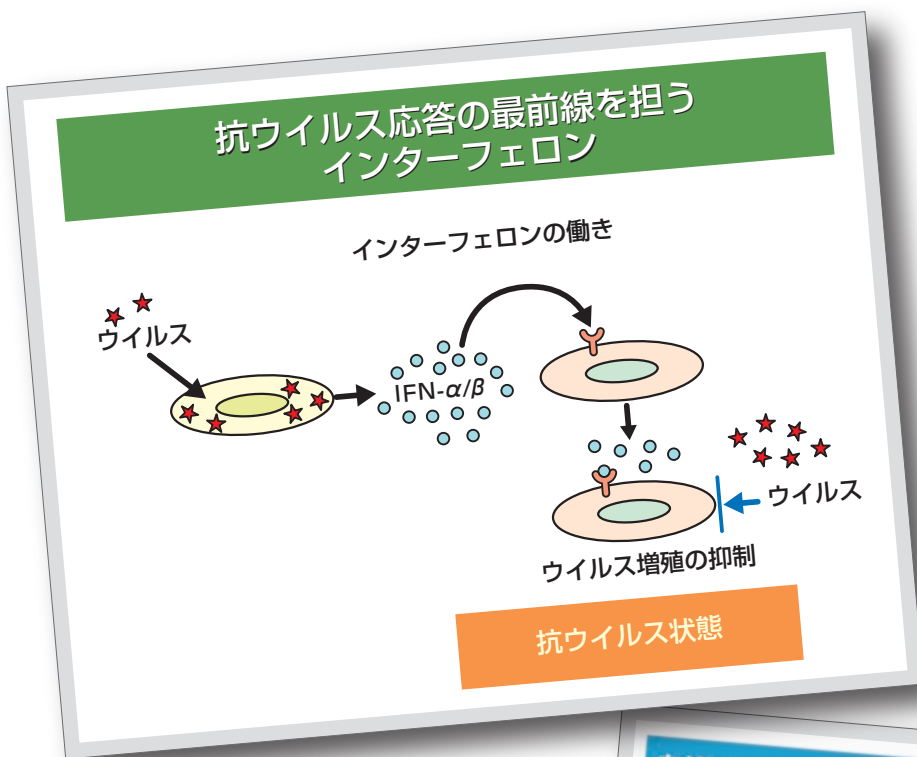 抗ウイルス応答の最前線を担う
インターフェロン
インターフェロンの働き
ウイルス
IFN-α/β
ウイルス
ウイルス増殖の抑制
抗ウイルス状態